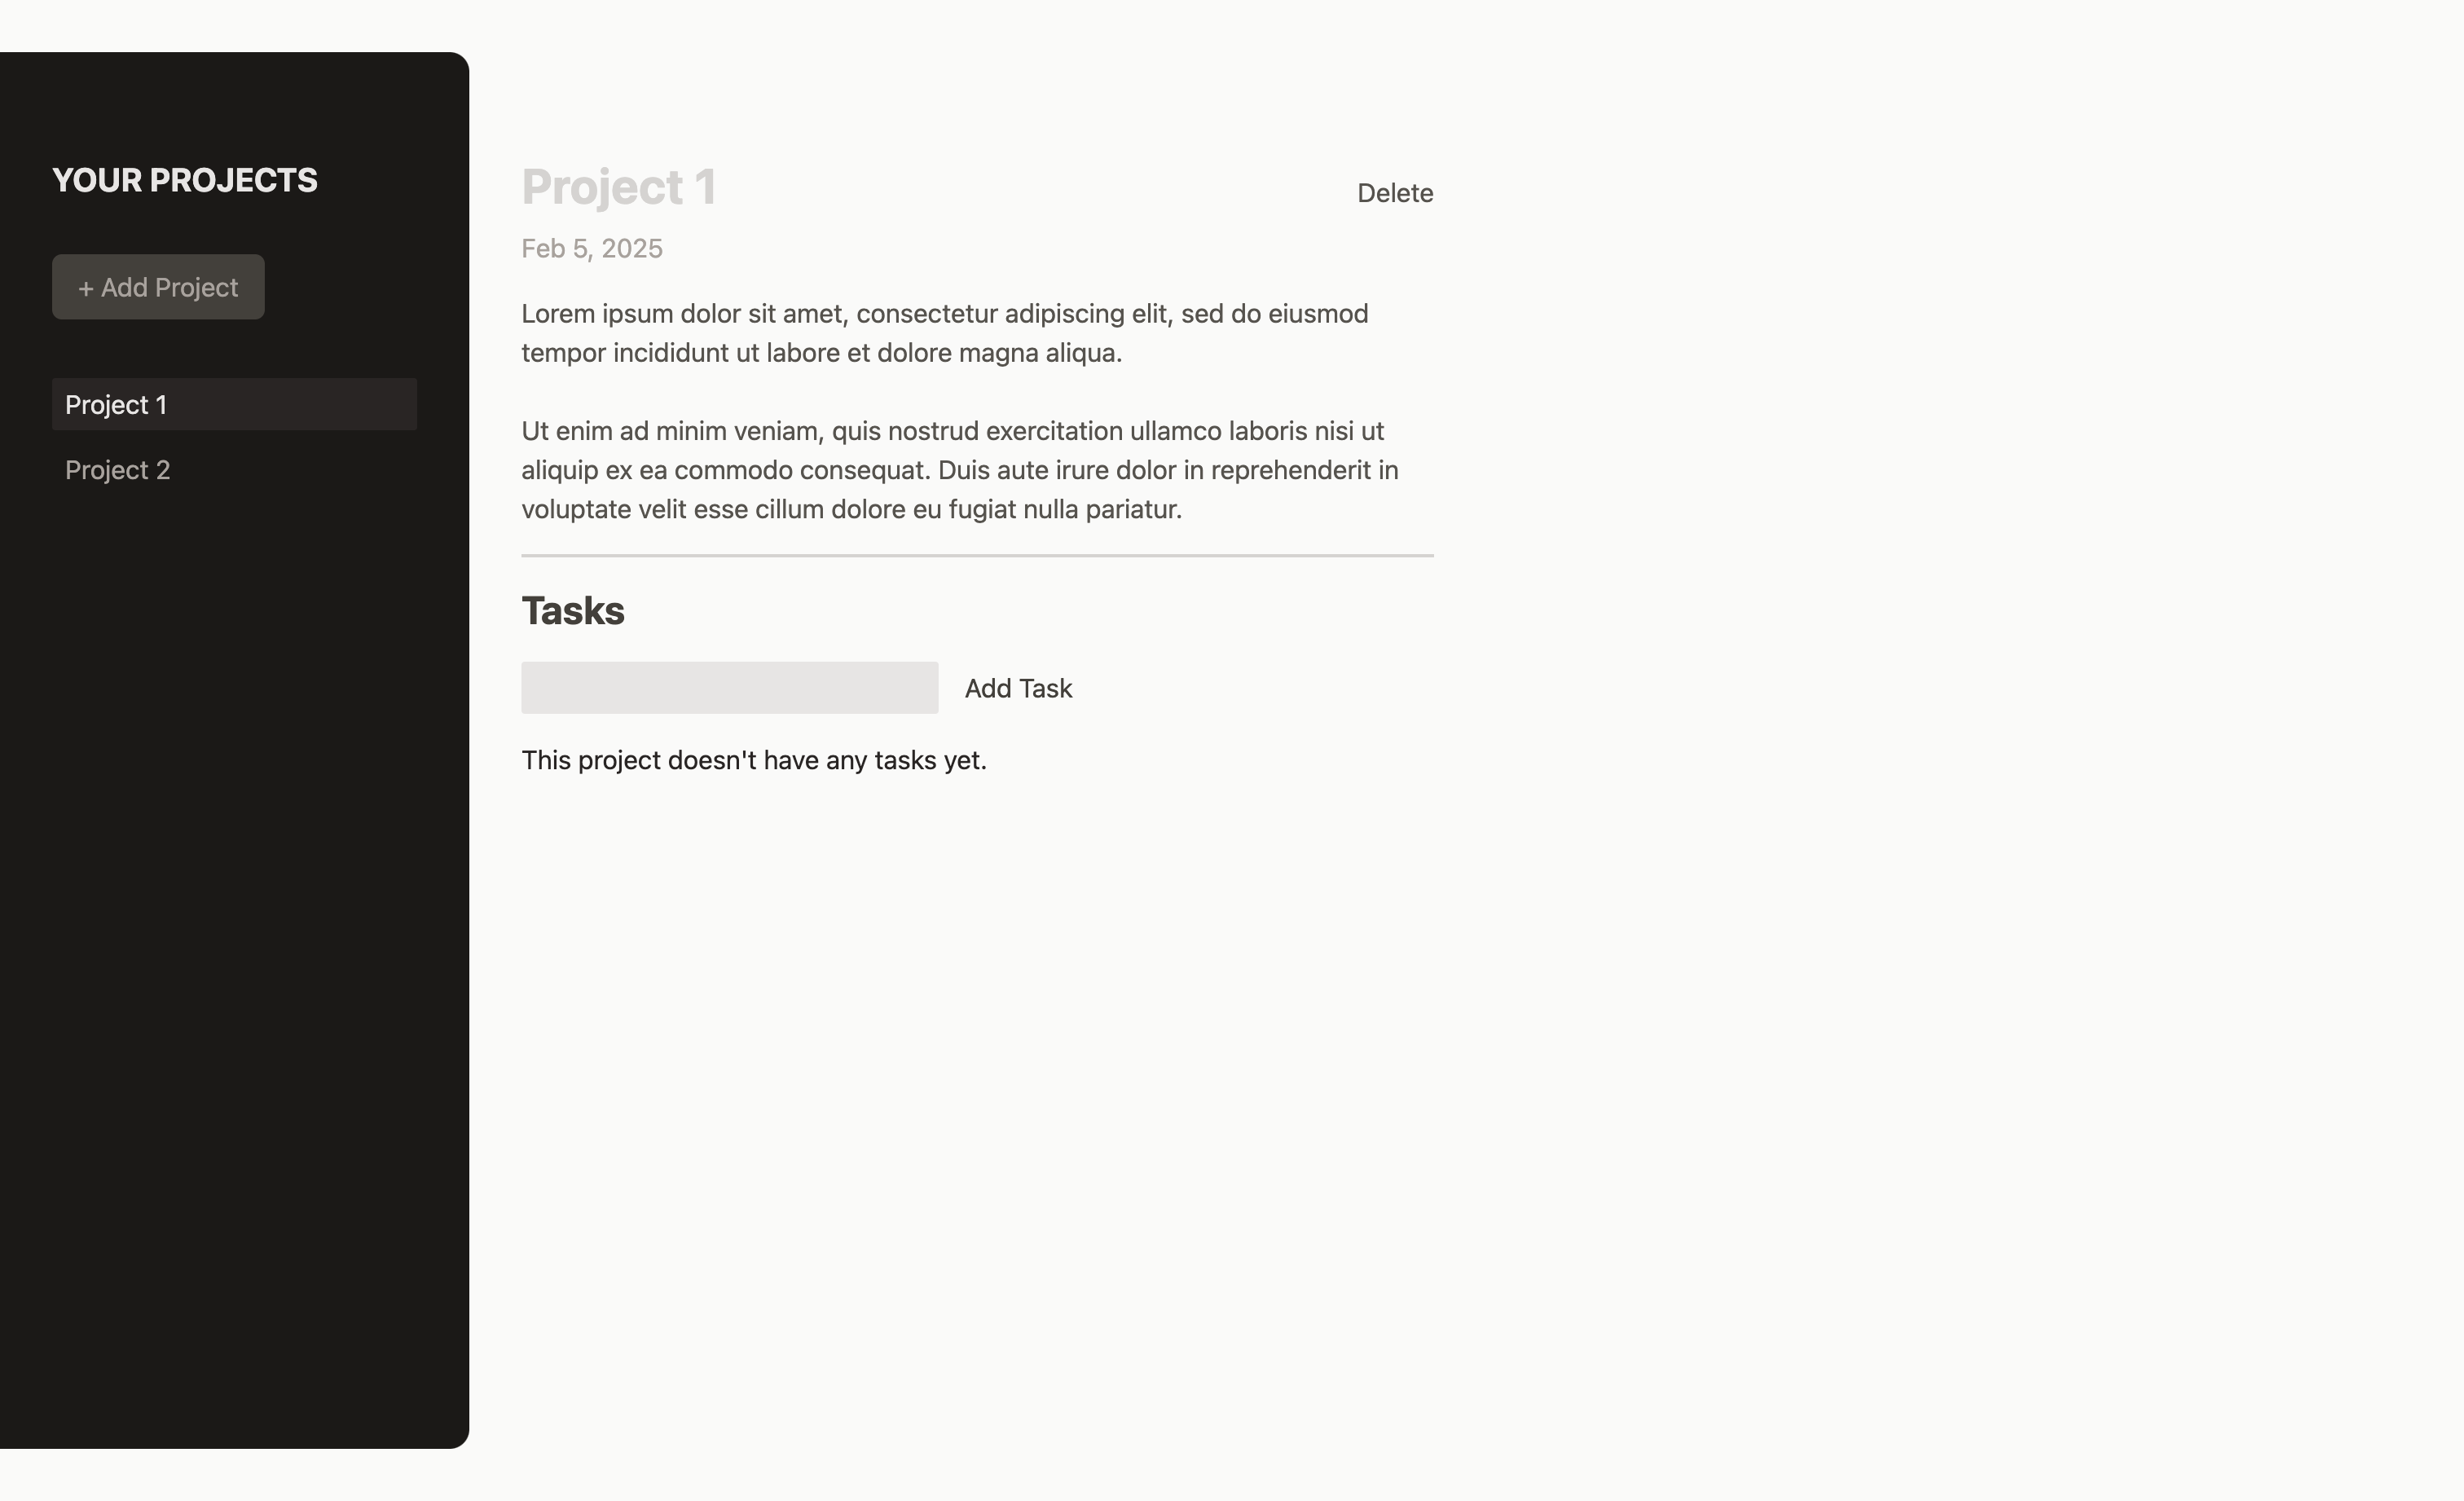 YOUR PROJECTS
+ Add Project
Project 1
Project 2
Project 1
Delete
Feb 5, 2025
Lorem ipsum dolor sit amet, consectetur adipiscing elit, sed do eiusmod
tempor incididunt ut labore et dolore magna aliqua.
Ut enim ad minim veniam, quis nostrud exercitation ullamco laboris nisi ut
aliquip ex ea commodo consequat. Duis aute irure dolor in reprehenderit in
voluptate velit esse cillum dolore eu fugiat nulla pariatur.
Tasks
Add Task
This project doesn't have any tasks yet.